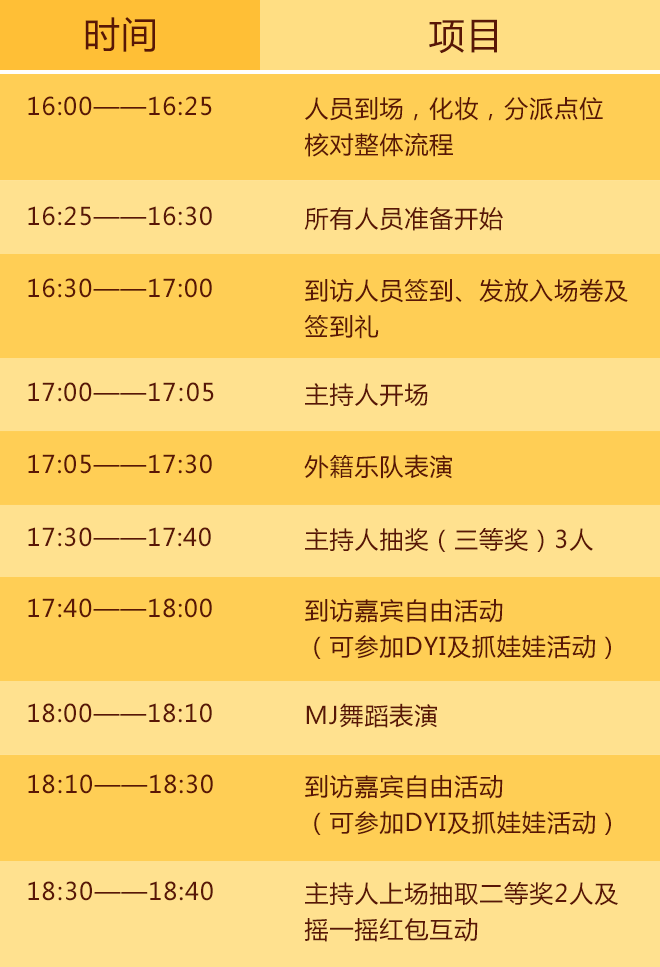 时间 项目
16:00——16:25 人员到场，化妆，分派点位
核对整体流程
16:25——16:30 所有人员准备开始
16:30——17:00 到访人员签到、发放入场卷及
签到礼
17:00——17:05 主持人开场
17:05——17:30 外籍乐队表演
17:30——17:40 主持人抽奖（三等奖）3人
17:40——18:00 到访嘉宾自由活动
（可参加DYI及抓娃娃活动）
18:00——18:10 MJ舞蹈表演
18:10——18:30 到访嘉宾自由活动
（可参加DYI及抓娃娃活动）
18:30——18:40 主持人上场抽取二等奖2人及
摇一摇红包互动